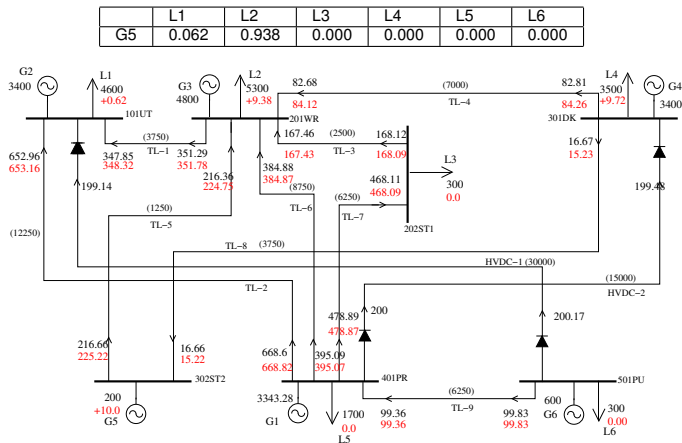 L1 L2 L3 L4 L5 L6
G5 0.062 0.938 0.000 0.000 0.000 0.000
G2
3400
L1
4600
+0.62
101UT
G3
4800
L2
5300
+9.38
201WR
82.68
84.12
(7000)
TL−4
82.81
84.26
L4
3500
+9.72
301DK
G4
3400
652.96
653.16
347.85
348.32
(3750)
TL−1
351.29
351.78
167.46
167.43
(2500)
TL−3
168.12
168.09
16.67
15.23
199.14
216.36
224.75
384.88
384.87
(8750)
TL−6
468.11
468.09
(6250)
TL−7
L3
300
0.0
202ST1
199.48
(12250)
(1250)
TL−5
TL−8 (3750)
HVDC−1 (30000)
(15000)
HVDC−2
TL−2
216.66
225.22
16.66
15.22
668.6
668.82
395.09
395.07
478.89
478.87
200
200.17
302ST2
200
+10.0
G5
401PR
3343.28
G1
1700
0.0
L5
99.36
99.36
(6250)
TL−9
99.83
99.83
501PU
600
G6
300
0.00
L6